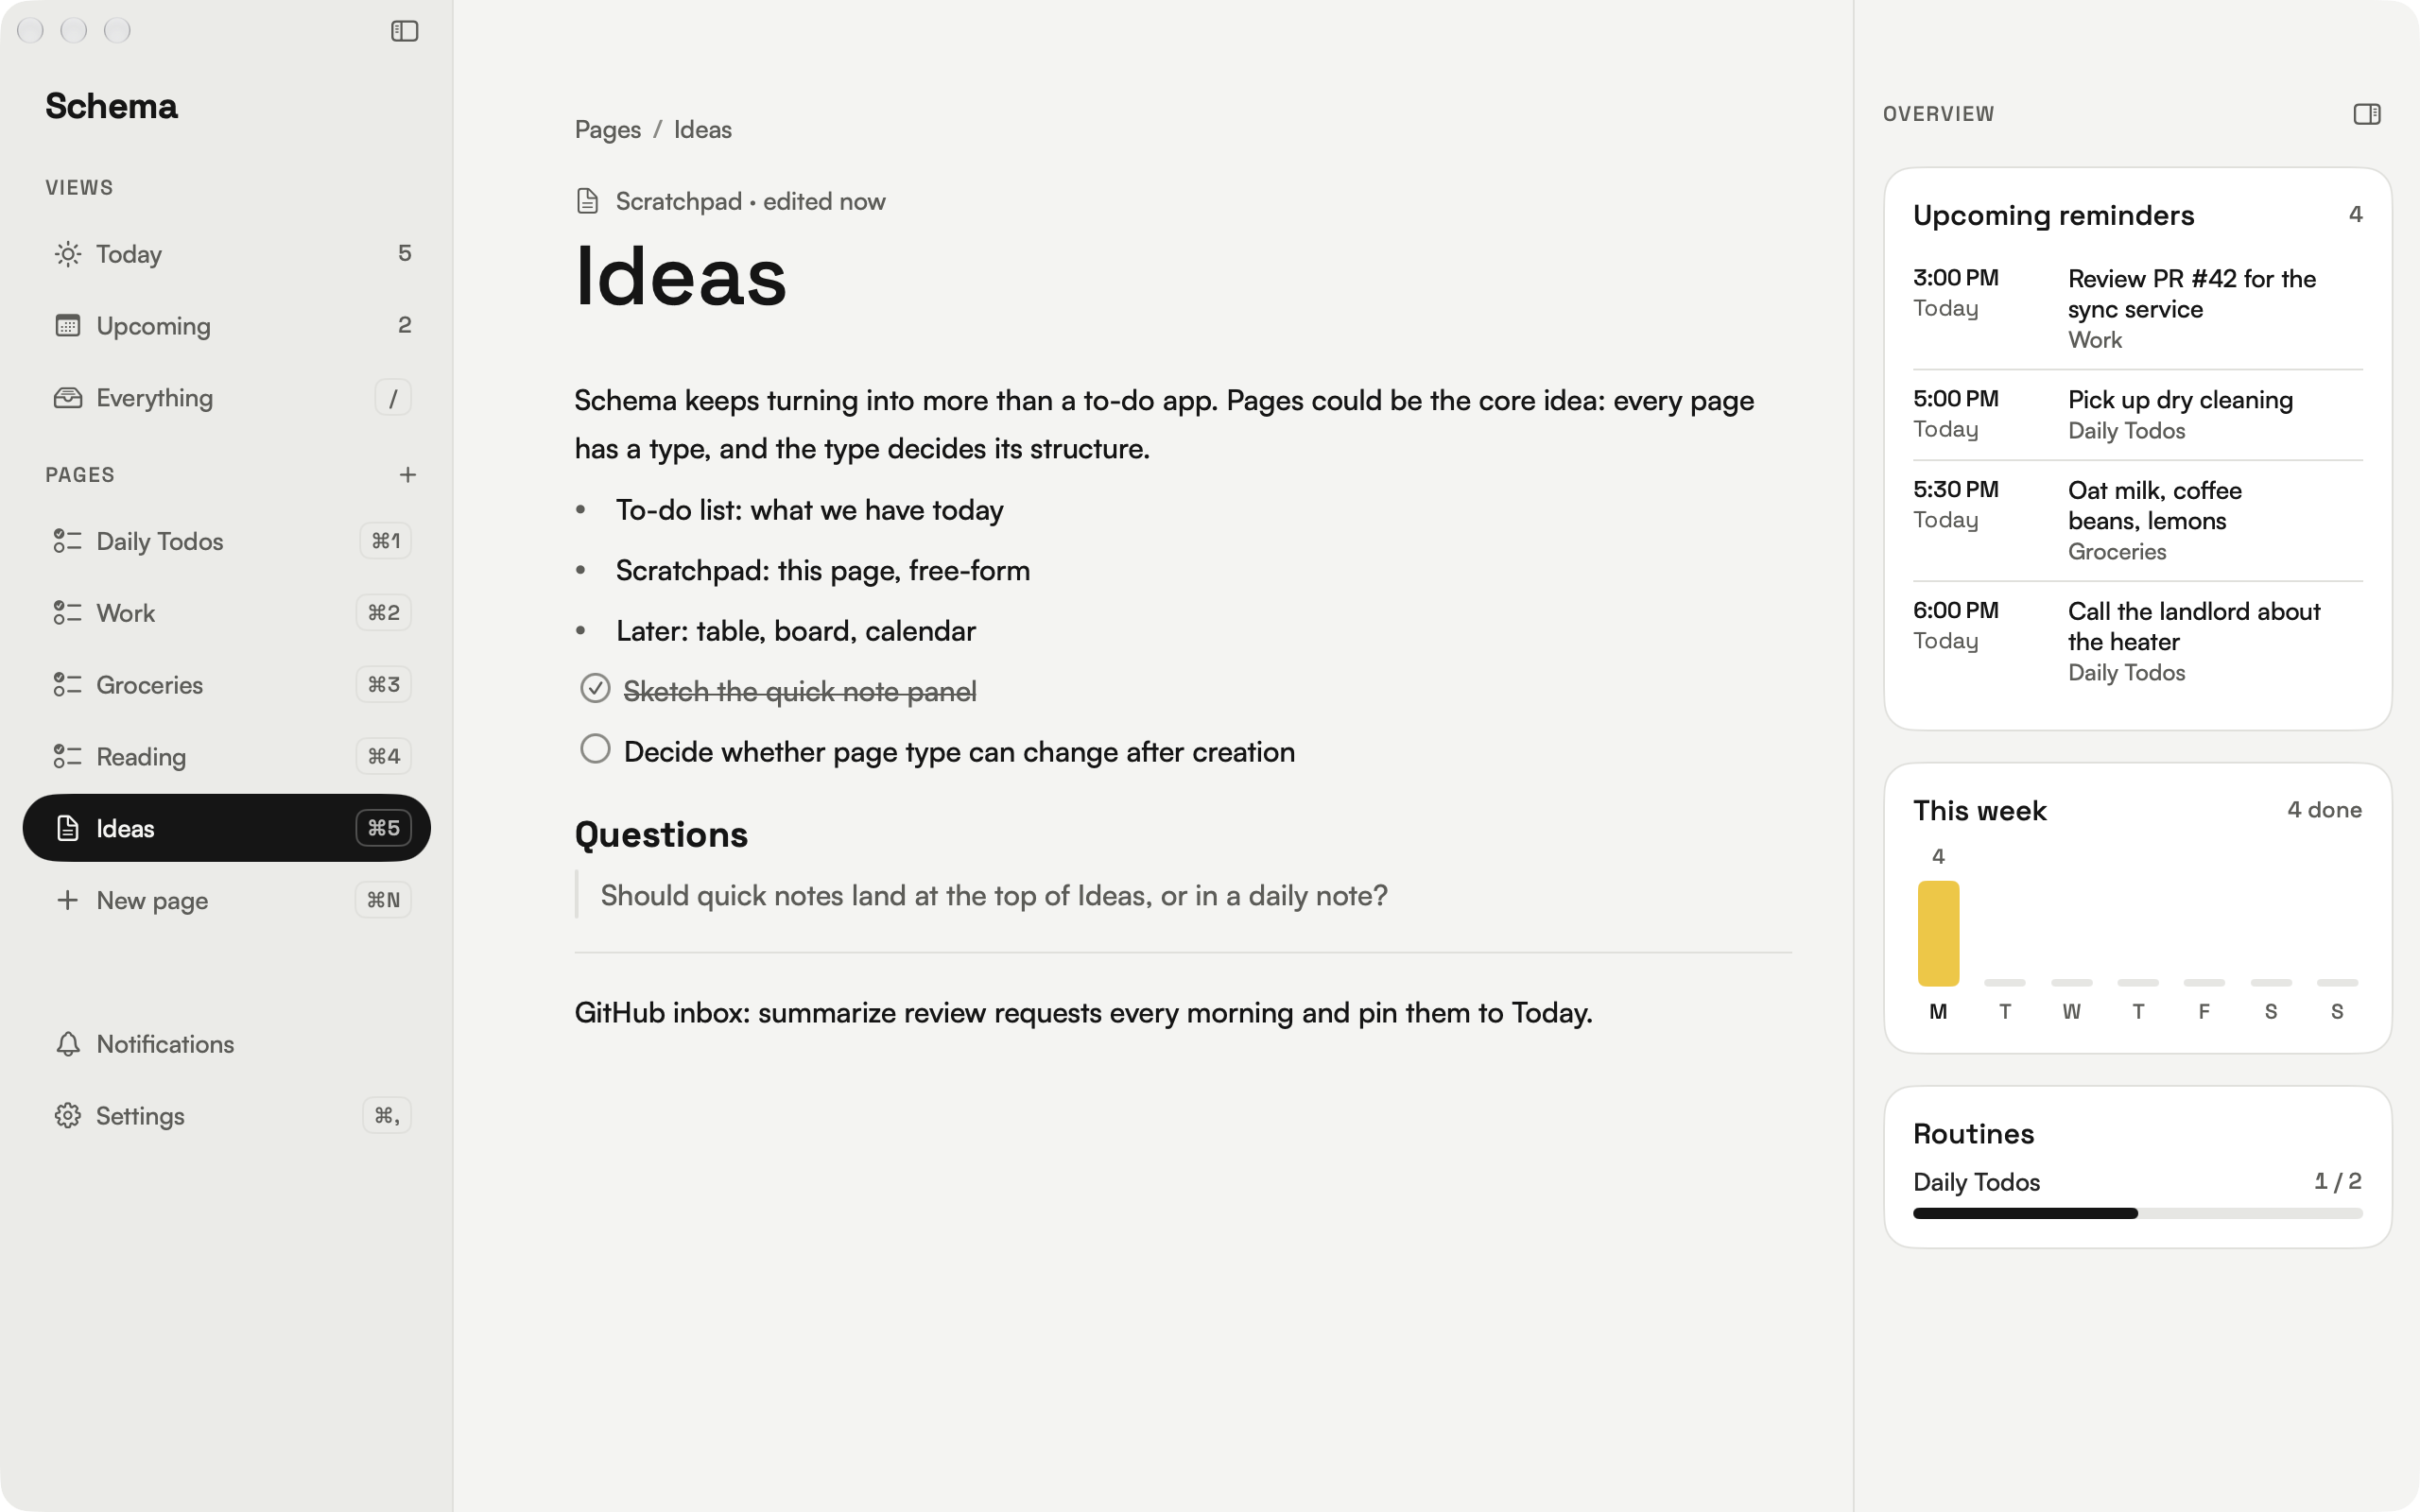 Schema
VIEWS
Today 5
Upcoming 2
Everything /
PAGES
Daily Todos ⌘1
Work ⌘2
Groceries ⌘3
Reading ⌘4
Ideas ⌘5
New page ⌘N
Notifications
Settings ⌘,
Pages / Ideas
Scratchpad · edited now
Ideas
Schema keeps turning into more than a to-do app. Pages could be the core idea: every page
has a type, and the type decides its structure.
• To-do list: what we have today
• Scratchpad: this page, free-form
• Later: table, board, calendar
Sketch the quick note panel
Decide whether page type can change after creation
Questions
Should quick notes land at the top of Ideas, or in a daily note?
GitHub inbox: summarize review requests every morning and pin them to Today.
OVERVIEW
Upcoming reminders 4
3:00 PM Review PR #42 for the
Today sync service
Work
5:00 PM Pick up dry cleaning
Today Daily Todos
5:30 PM Oat milk, coffee
Today beans, lemons
Groceries
6:00 PM Call the landlord about
Today the heater
Daily Todos
This week 4 done
4
M T W T F S S
Routines
Daily Todos 1 / 2